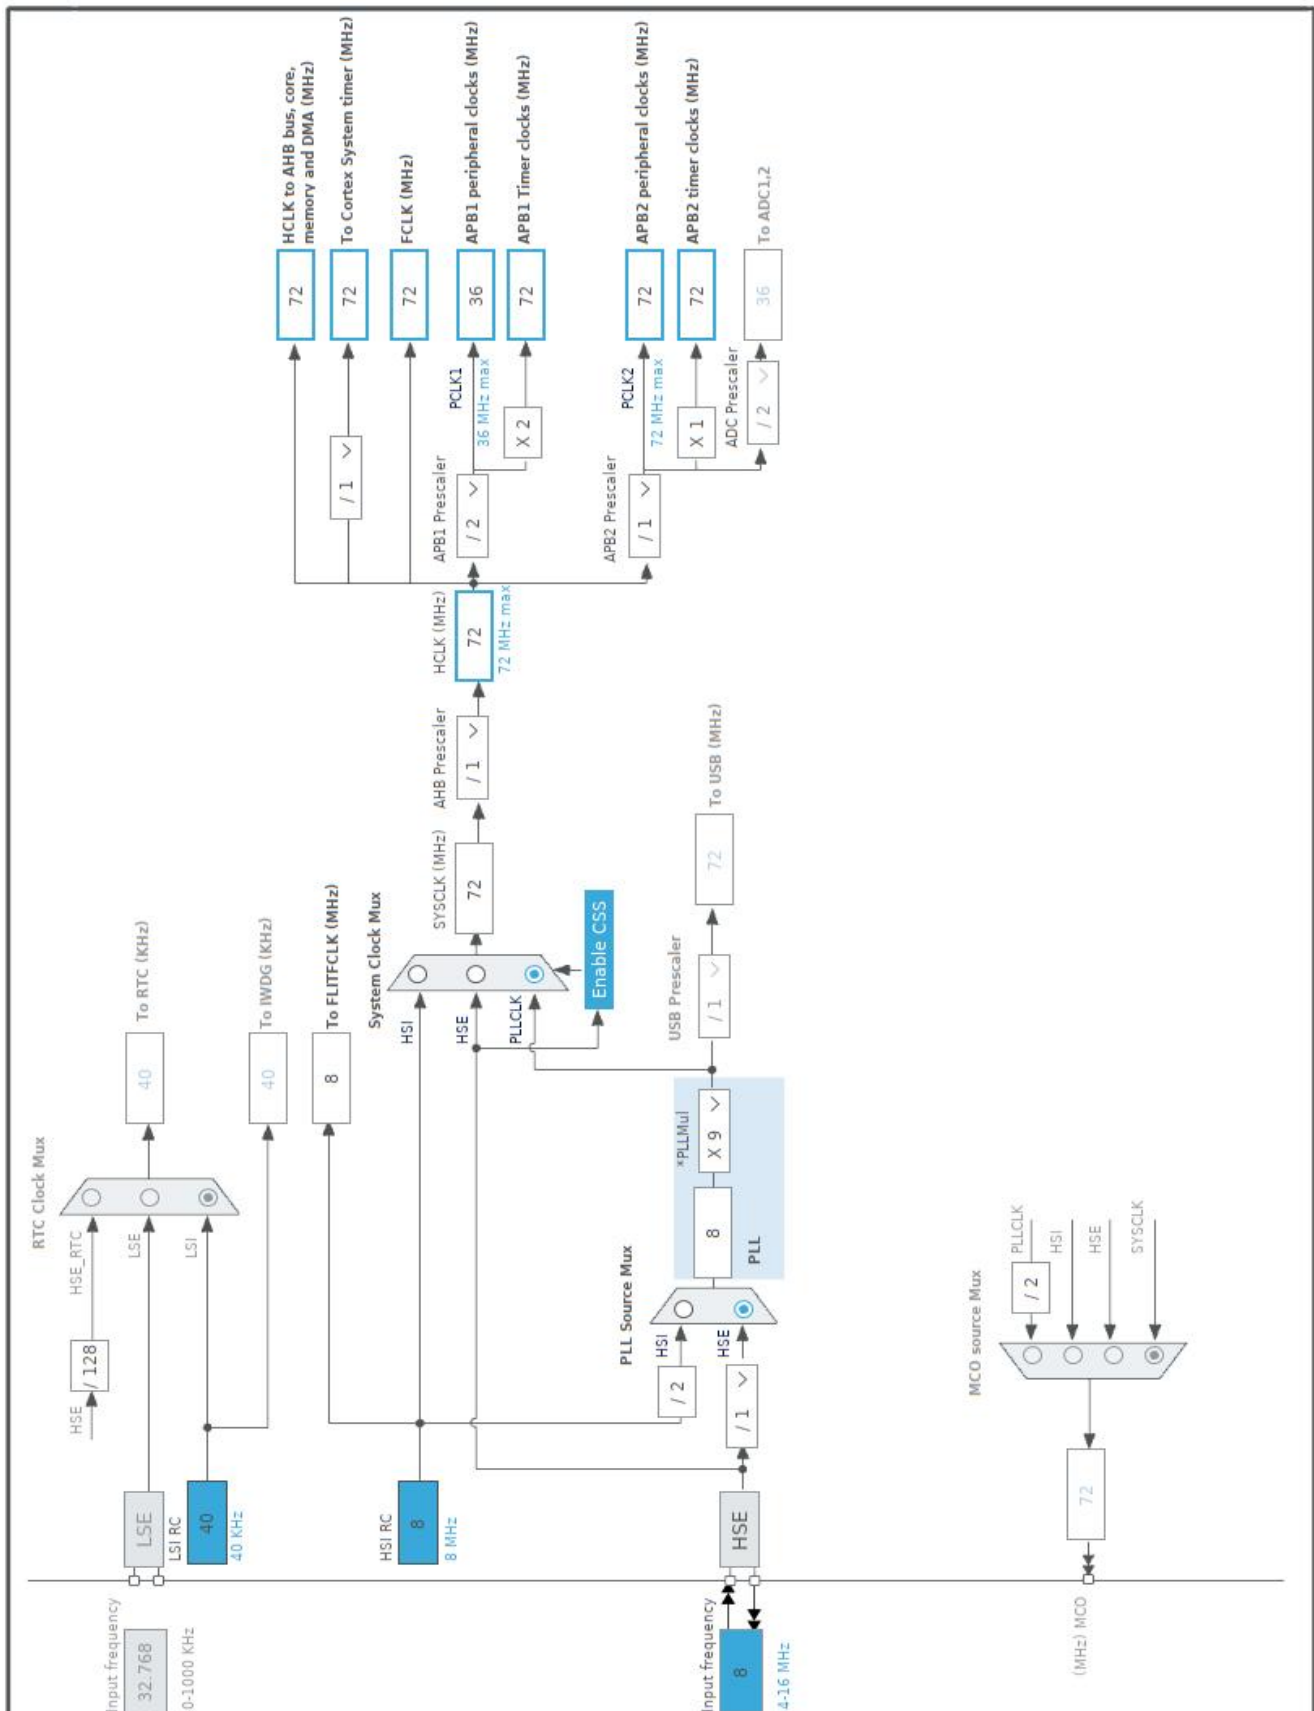 RTC Clock Mux
HSE
/ 128
HSE_RTC
Input frequency
32.768
0-1000 KHz
LSE
LSE
40
To RTC (KHz)
LSI RC
40
40 KHz
LSI
40
To IWDG (KHz)
8
To FLITFCLK (MHz)
HSI RC
8
8 MHz
System Clock Mux
HSI
HSE
PLLCLK
Enable CSS
SYSCLK (MHz)
72
AHB Prescaler
/ 1
HCLK (MHz)
72
72 MHz max
72
HCLK to AHB bus, core,
memory and DMA (MHz)
/ 1
72
To Cortex System timer (MHz)
72
FCLK (MHz)
APB1 Prescaler
/ 2
PCLK1
36 MHz max
36
APB1 peripheral clocks (MHz)
X 2
72
APB1 Timer clocks (MHz)
APB2 Prescaler
/ 1
PCLK2
72 MHz max
72
APB2 peripheral clocks (MHz)
X 1
72
APB2 timer clocks (MHz)
ADC Prescaler
/ 2
36
To ADC1,2
PLL Source Mux
HSI
/ 2
HSE
/ 1
Input frequency
8
4-16 MHz
HSE
8
*PLLMul
X 9
PLL
USB Prescaler
/ 1
72
To USB (MHz)
MCO source Mux
/ 2
PLLCLK
HSI
HSE
SYSCLK
72
(MHz) MCO